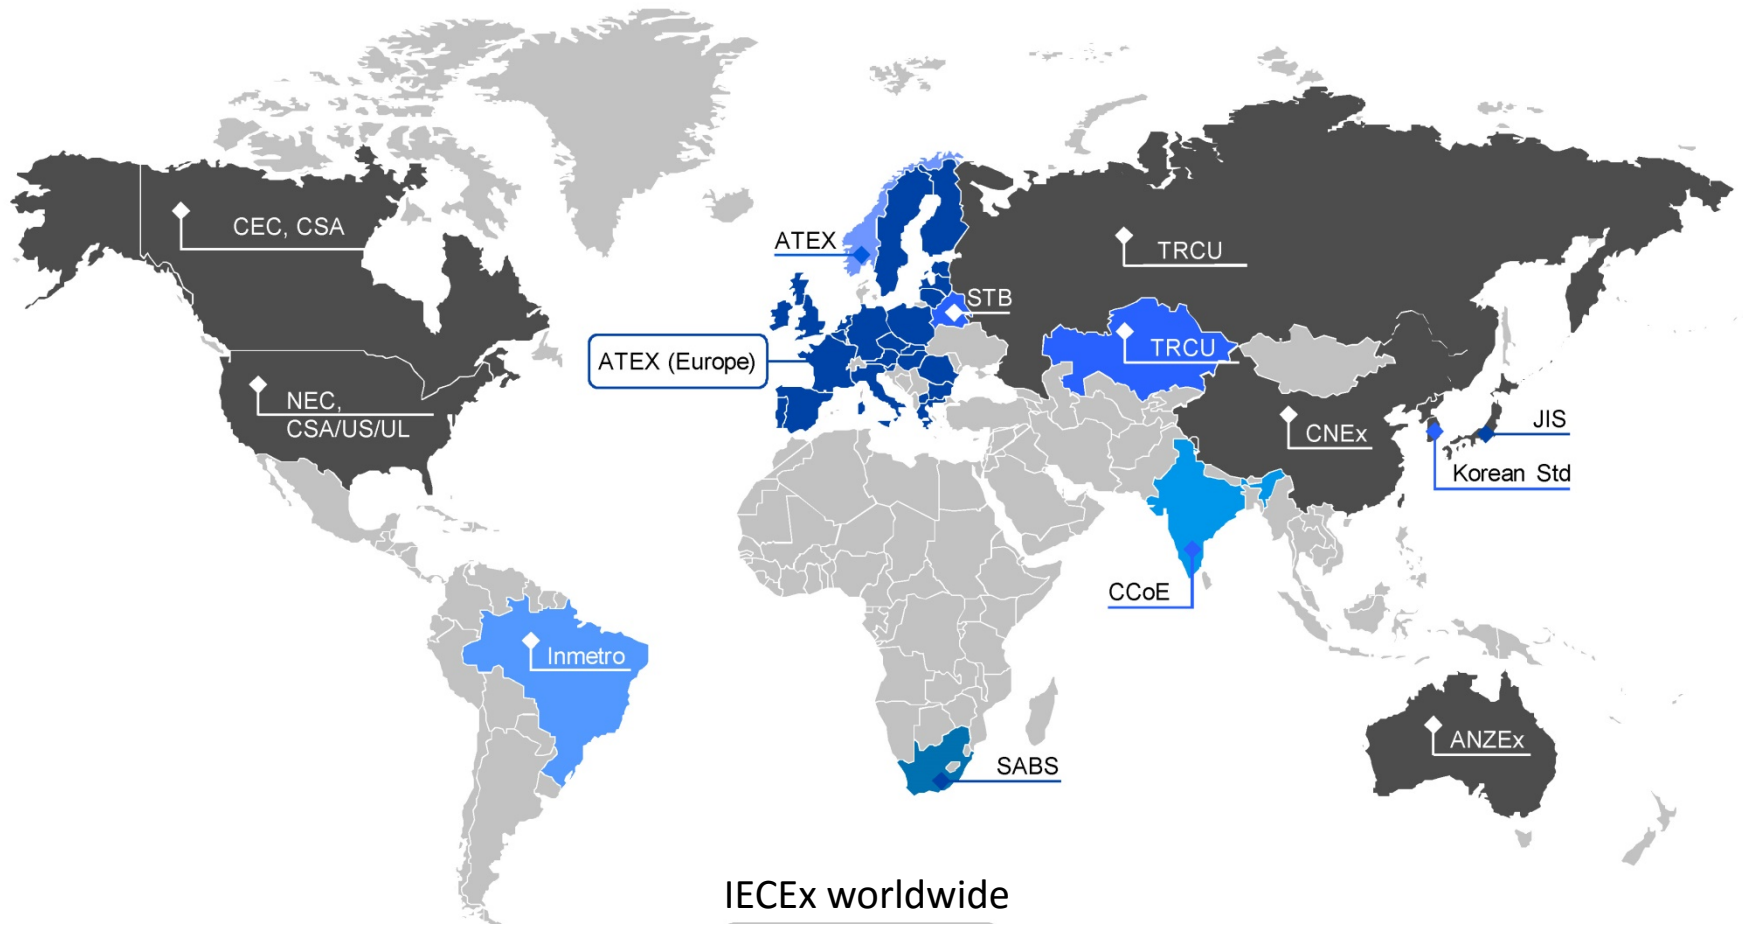 CEC, CSA
ATEX
TRCU
STB
TRCU
ATEX (Europe)
NEC,
CSA/US/UL
CNEx
JIS
Korean Std
CCoE
Inmetro
ANZEx
SABS
IECEx worldwide